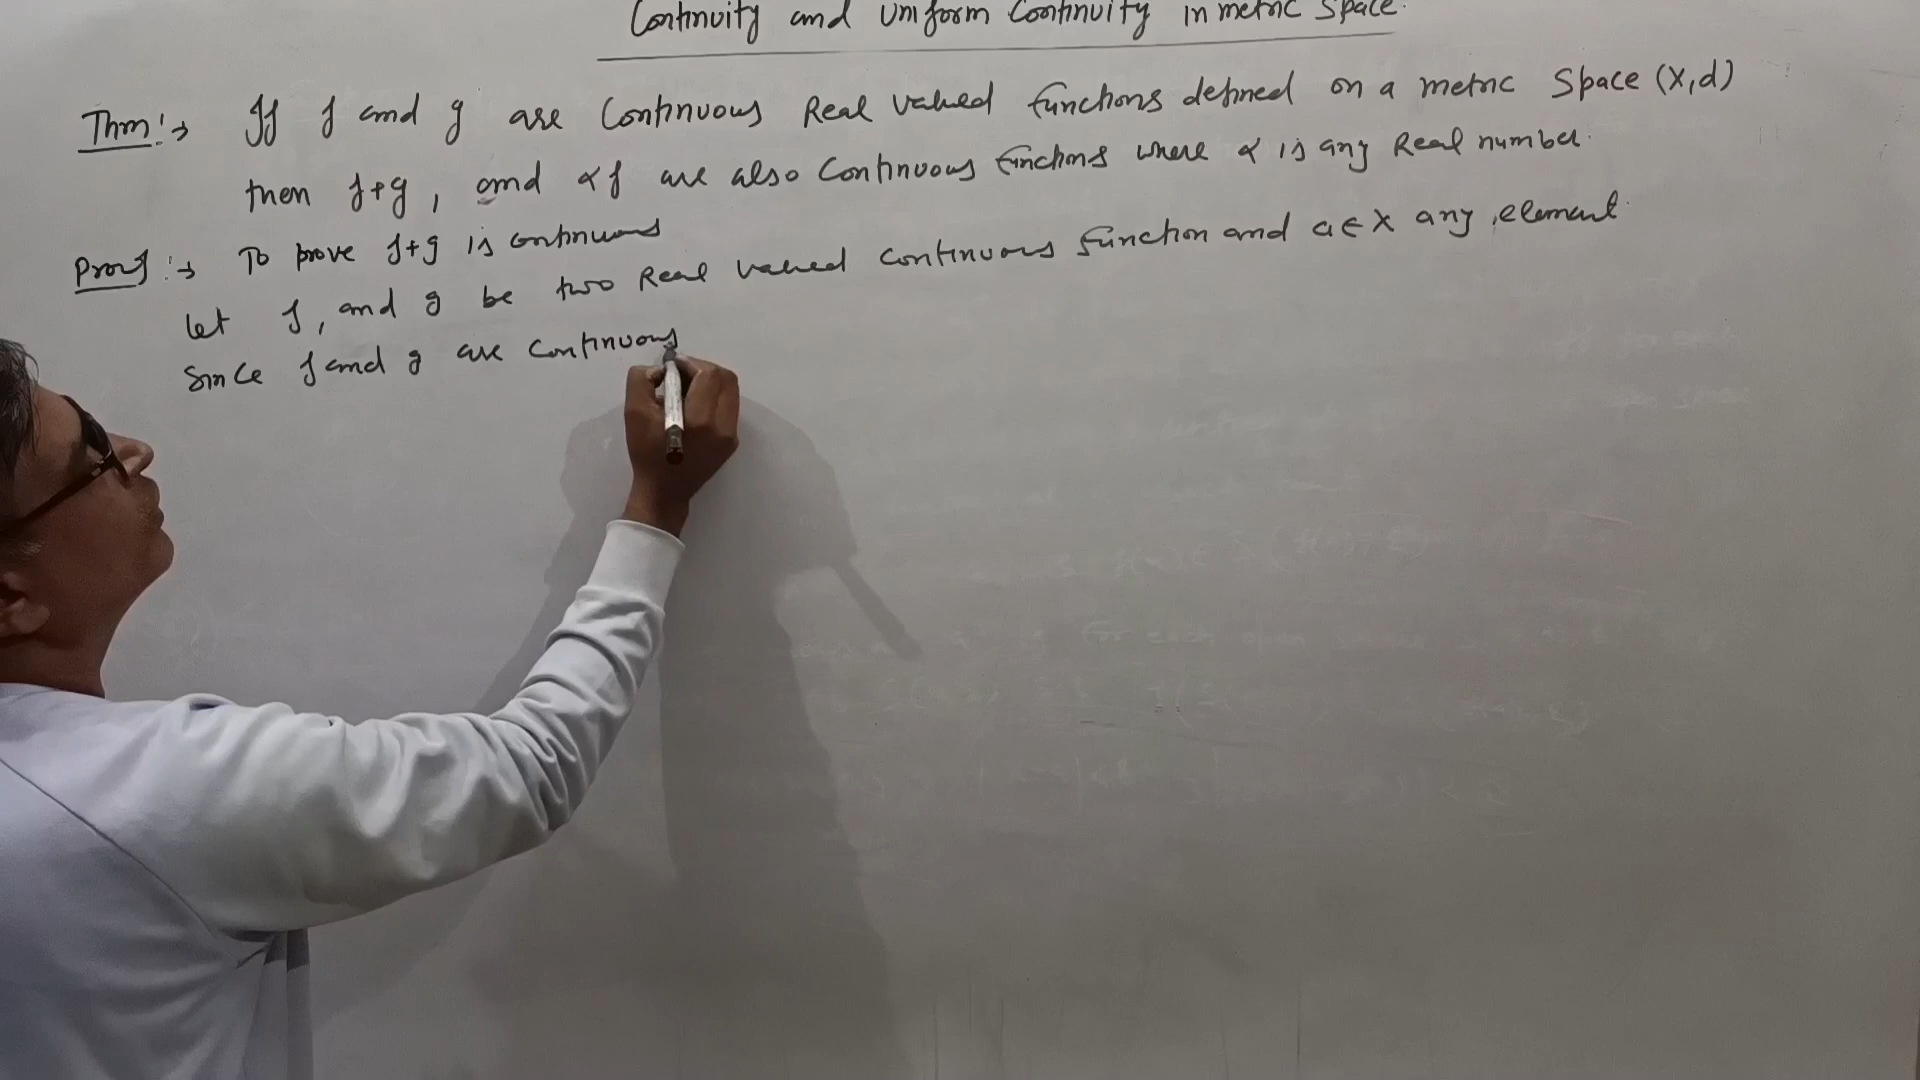 Continuity and Uniform Continuity in metric Space.
Thm:→ If f and g are Continuous Real valued functions defined on a metric Space (X,d)
then f+g, and αf are also Continuous functions where α is any Real number.
Proof:→ To prove f+g is continuous
let f, and g be two Real valued continuous function and a∈X any element.
Since f and g are continuous